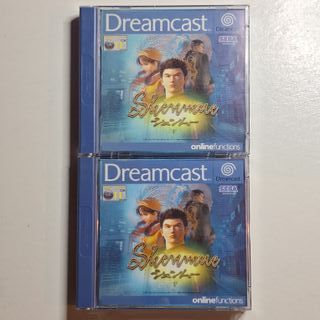 Dreamcast
SEGA
Shenmue
シェンムー
onlinefunctions
Dreamcast
SEGA
Shenmue
シェンムー
onlinefunctions